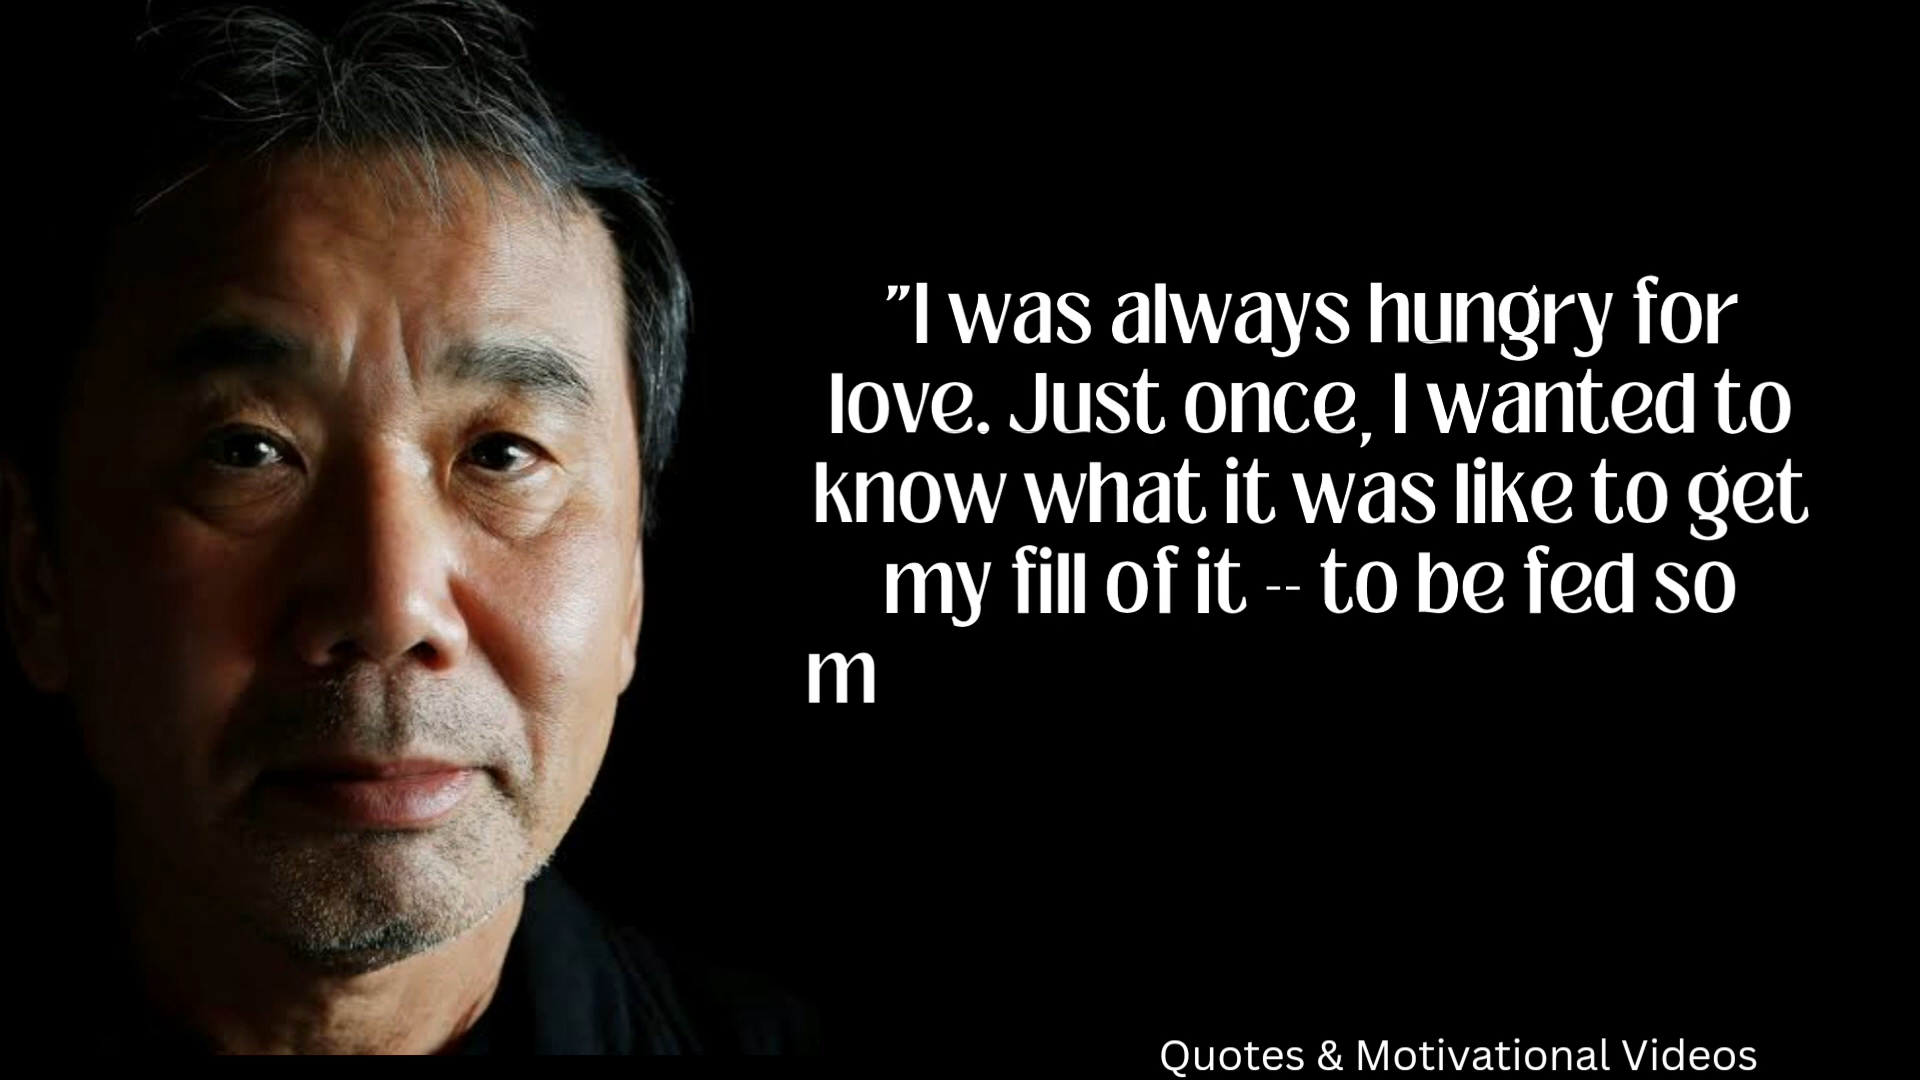 "I was always hungry for
love. Just once, I wanted to
know what it was like to get
my fill of it -- to be fed so
m
Quotes & Motivational Videos